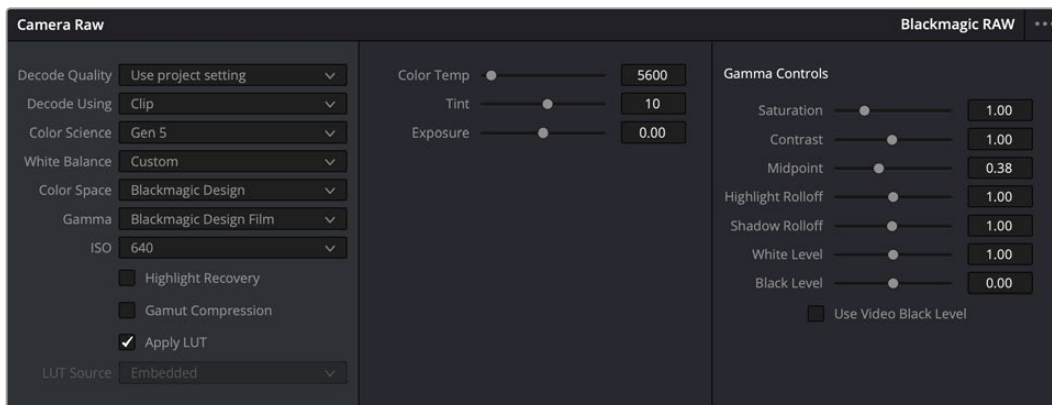 Camera Raw
Blackmagic RAW
Decode Quality Use project setting
Decode Using Clip
Color Science Gen 5
White Balance Custom
Color Space Blackmagic Design
Gamma Blackmagic Design Film
ISO 640
Highlight Recovery
Gamut Compression
Apply LUT
LUT Source Embedded
Color Temp 5600
Tint 10
Exposure 0.00
Gamma Controls
Saturation 1.00
Contrast 1.00
Midpoint 0.38
Highlight Rolloff 1.00
Shadow Rolloff 1.00
White Level 1.00
Black Level 0.00
Use Video Black Level